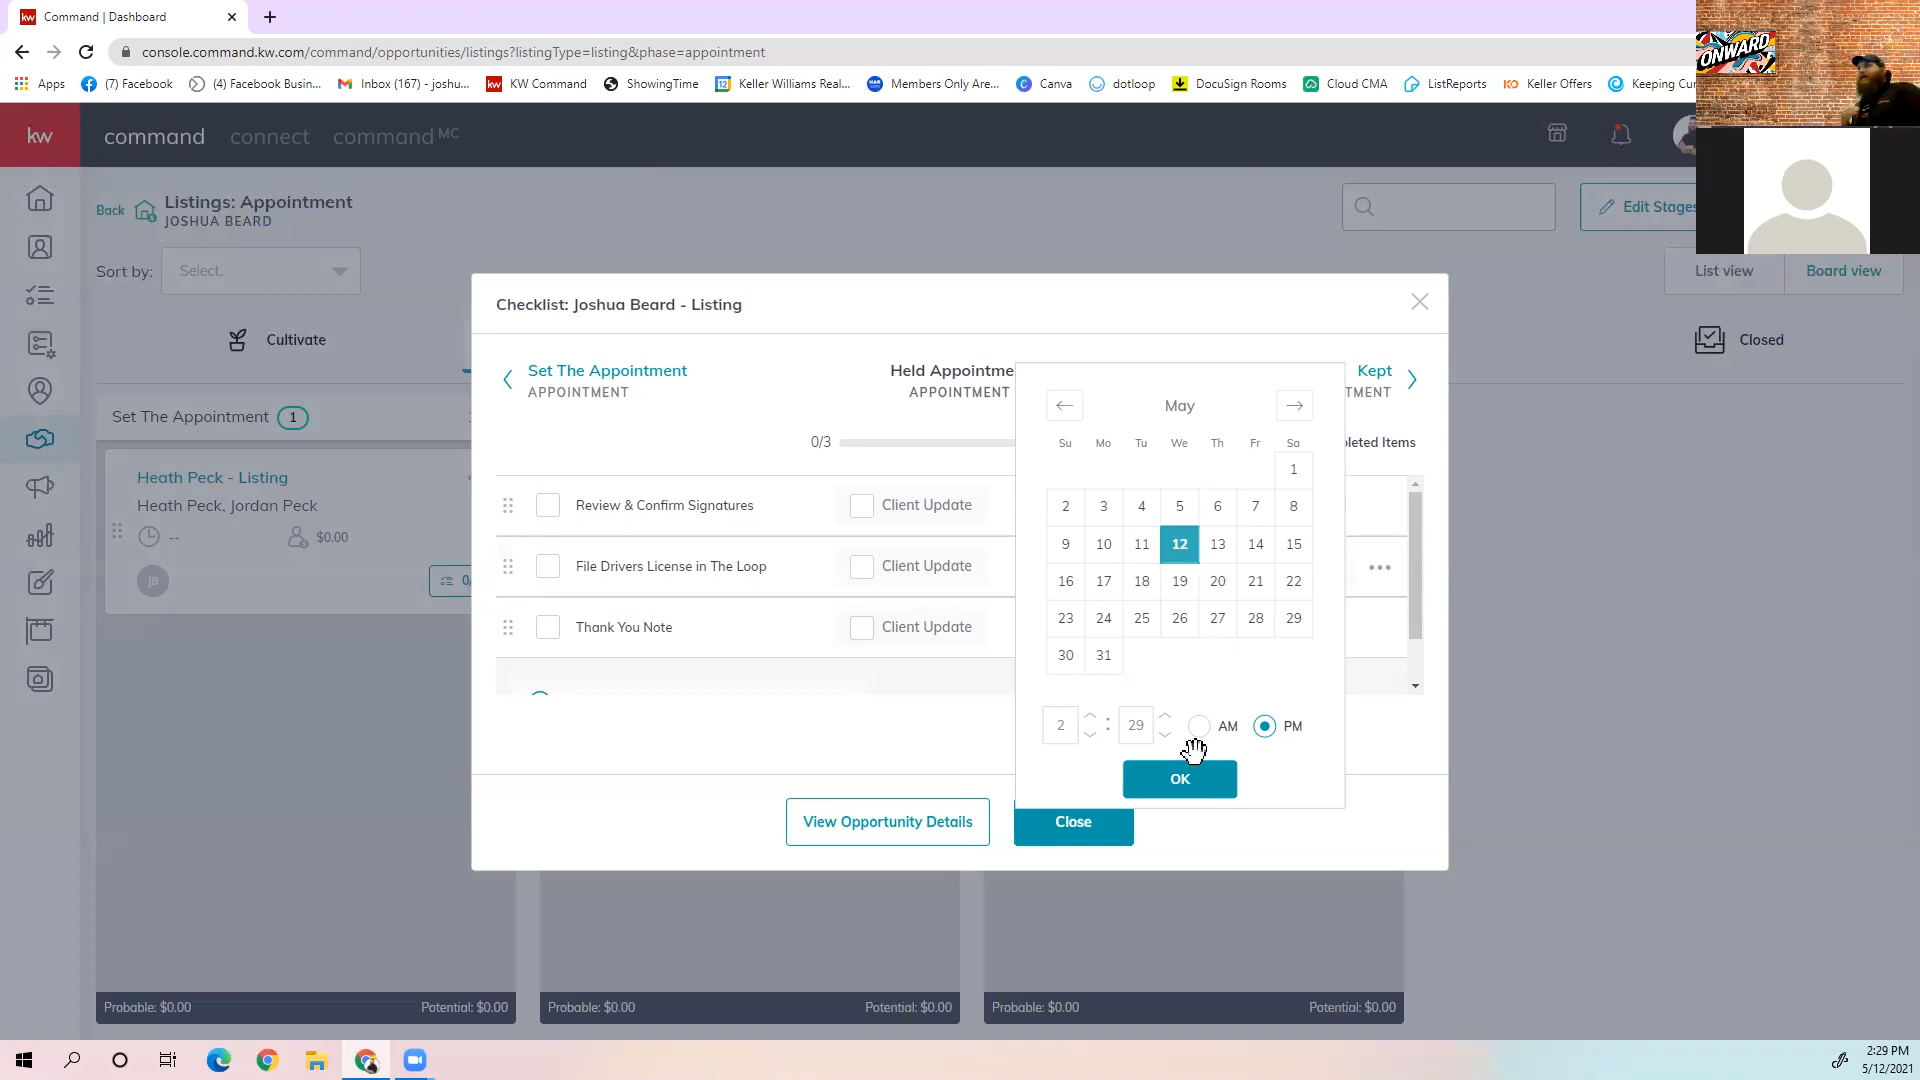 kw Command | Dashboard
console.command.kw.com/command/opportunities/listings?listingType=listing&phase=appointment
Apps (7) Facebook (4) Facebook Busin... Inbox (167) - joshu... kw KW Command ShowingTime 12 Keller Williams Real... Members Only Are... Canva dotloop DocuSign Rooms Cloud CMA ListReports KO Keller Offers Keeping Cu
ONWARD
kw command connect command MC
Back Listings: Appointment
JOSHUA BEARD
Edit Stages
Sort by: Select...
List view Board view
Cultivate
Closed
Set The Appointment 1
Heath Peck - Listing
Heath Peck, Jordan Peck
-- $0.00
JB
0/
Checklist: Joshua Beard - Listing
Set The Appointment
APPOINTMENT
Held Appointme
APPOINTMENT
Kept
TMENT
0/3
leted Items
Review & Confirm Signatures Client Update
File Drivers License in The Loop Client Update
Thank You Note Client Update
May
Su Mo Tu We Th Fr Sa
1
2 3 4 5 6 7 8
9 10 11 12 13 14 15
16 17 18 19 20 21 22
23 24 25 26 27 28 29
30 31
2 : 29 AM PM
OK
View Opportunity Details Close
Probable: $0.00 Potential: $0.00 Probable: $0.00 Potential: $0.00 Probable: $0.00 Potential: $0.00
2:29 PM
5/12/2021